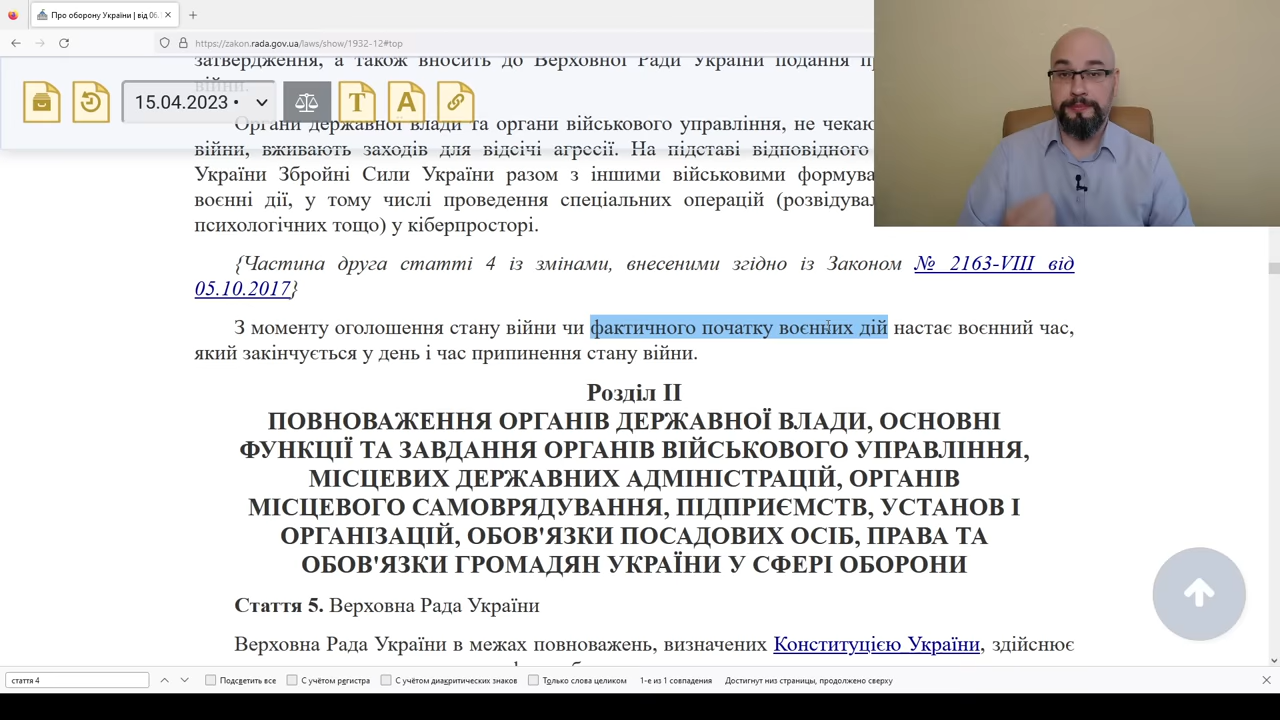 Про оборону України | від 06.
https://zakon.rada.gov.ua/laws/show/1932-12#top
затвердження, а також вносить до Верховної Ради України подання
війни.
15.04.2023 •
T
A
Органи державної влади та органи військового управління, не
війни, вживають заходів для відсічі агресії. На підставі відповідного
України Збройні Сили України разом з іншими військовими
воєнні дії, у тому числі проведення спеціальних операцій
психологічних тощо) у кіберпросторі.
{Частина друга статті 4 із змінами, внесеними згідно із Законом № 2163-VIII від
05.10.2017}
З моменту оголошення стану війни чи фактичного початку воєнних дій настає воєнний час,
який закінчується у день і час припинення стану війни.
Розділ II
ПОВНОВАЖЕННЯ ОРГАНІВ ДЕРЖАВНОЇ ВЛАДИ, ОСНОВНІ
ФУНКЦІЇ ТА ЗАВДАННЯ ОРГАНІВ ВІЙСЬКОВОГО УПРАВЛІННЯ,
МІСЦЕВИХ ДЕРЖАВНИХ АДМІНІСТРАЦІЙ, ОРГАНІВ
МІСЦЕВОГО САМОВРЯДУВАННЯ, ПІДПРИЄМСТВ, УСТАНОВ І
ОРГАНІЗАЦІЙ, ОБОВ'ЯЗКИ ПОСАДОВИХ ОСІБ, ПРАВА ТА
ОБОВ'ЯЗКИ ГРОМАДЯН УКРАЇНИ У СФЕРІ ОБОРОНИ
Стаття 5. Верховна Рада України
Верховна Рада України в межах повноважень, визначених Конституцією України, здійснює
стаття 4
Подсветить все
С учётом регистра
С учётом диакритических знаков
Только слова целиком
1-е из 1 совпадения
Достигнут низ страницы, продолжено сверху